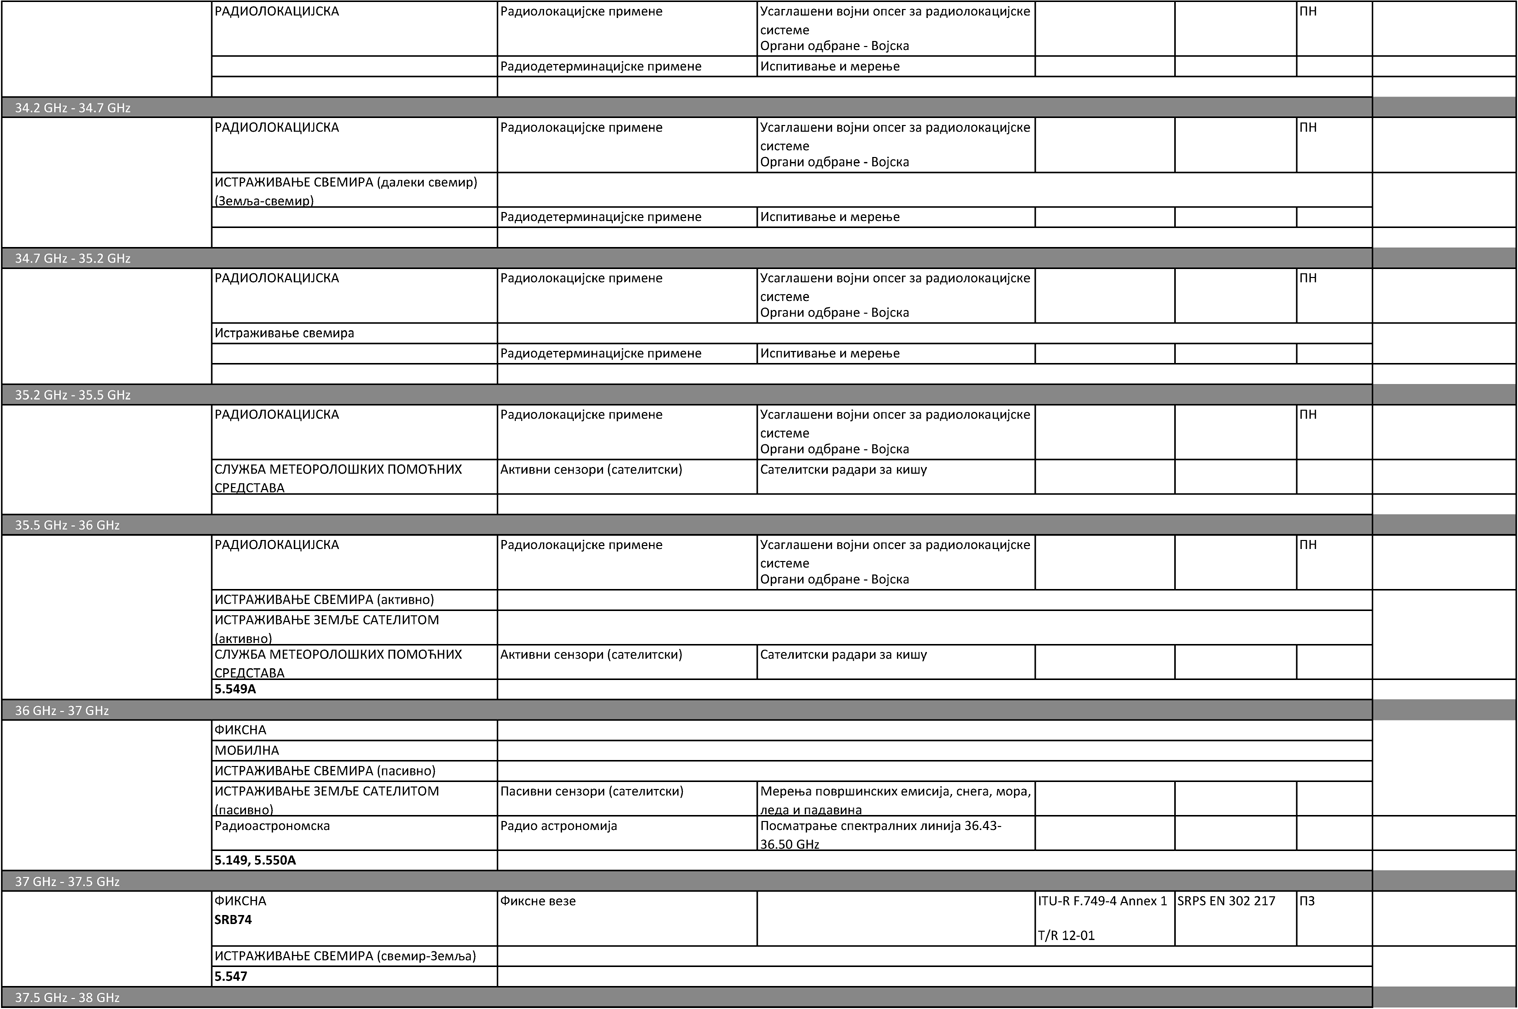 РАДИОЛОКАЦИЈСКА Радиолокацијске примене Усаглашени војни опсег за радиолокацијске ПН
системе
Органи одбране - Војска
Радиодетерминацијске примене Испитивање и мерење
34.2 GHz - 34.7 GHz
РАДИОЛОКАЦИЈСКА Радиолокацијске примене Усаглашени војни опсег за радиолокацијске ПН
системе
Органи одбране - Војска
ИСТРАЖИВАЊЕ СВЕМИРА (далеки свемир)
(Земља-свемир)
Радиодетерминацијске примене Испитивање и мерење
34.7 GHz - 35.2 GHz
РАДИОЛОКАЦИЈСКА Радиолокацијске примене Усаглашени војни опсег за радиолокацијске ПН
системе
Органи одбране - Војска
Истраживање свемира
Радиодетерминацијске примене Испитивање и мерење
35.2 GHz - 35.5 GHz
РАДИОЛОКАЦИЈСКА Радиолокацијске примене Усаглашени војни опсег за радиолокацијске ПН
системе
Органи одбране - Војска
СЛУЖБА МЕТЕОРОЛОШКИХ ПОМОЋНИХ Активни сензори (сателитски) Сателитски радари за кишу
СРЕДСТАВА
35.5 GHz - 36 GHz
РАДИОЛОКАЦИЈСКА Радиолокацијске примене Усаглашени војни опсег за радиолокацијске ПН
системе
Органи одбране - Војска
ИСТРАЖИВАЊЕ СВЕМИРА (активно)
ИСТРАЖИВАЊЕ ЗЕМЉЕ САТЕЛИТОМ
(активно)
СЛУЖБА МЕТЕОРОЛОШКИХ ПОМОЋНИХ Активни сензори (сателитски) Сателитски радари за кишу
СРЕДСТАВА
5.549A
36 GHz - 37 GHz
ФИКСНА
МОБИЛНА
ИСТРАЖИВАЊЕ СВЕМИРА (пасивно)
ИСТРАЖИВАЊЕ ЗЕМЉЕ САТЕЛИТОМ Пасивни сензори (сателитски) Мерења површинских емисија, снега, мора,
(пасивно) леда и падавина
Радиоастрономска Радио астрономија Посматрање спектралних линија 36.43-
36.50 GHz
5.149, 5.550A
37 GHz - 37.5 GHz
ФИКСНА Фиксне везе ITU-R F.749-4 Annex 1 SRPS EN 302 217 ПЗ
SRB74
T/R 12-01
ИСТРАЖИВАЊЕ СВЕМИРА (свемир-Земља)
5.547
37.5 GHz - 38 GHz